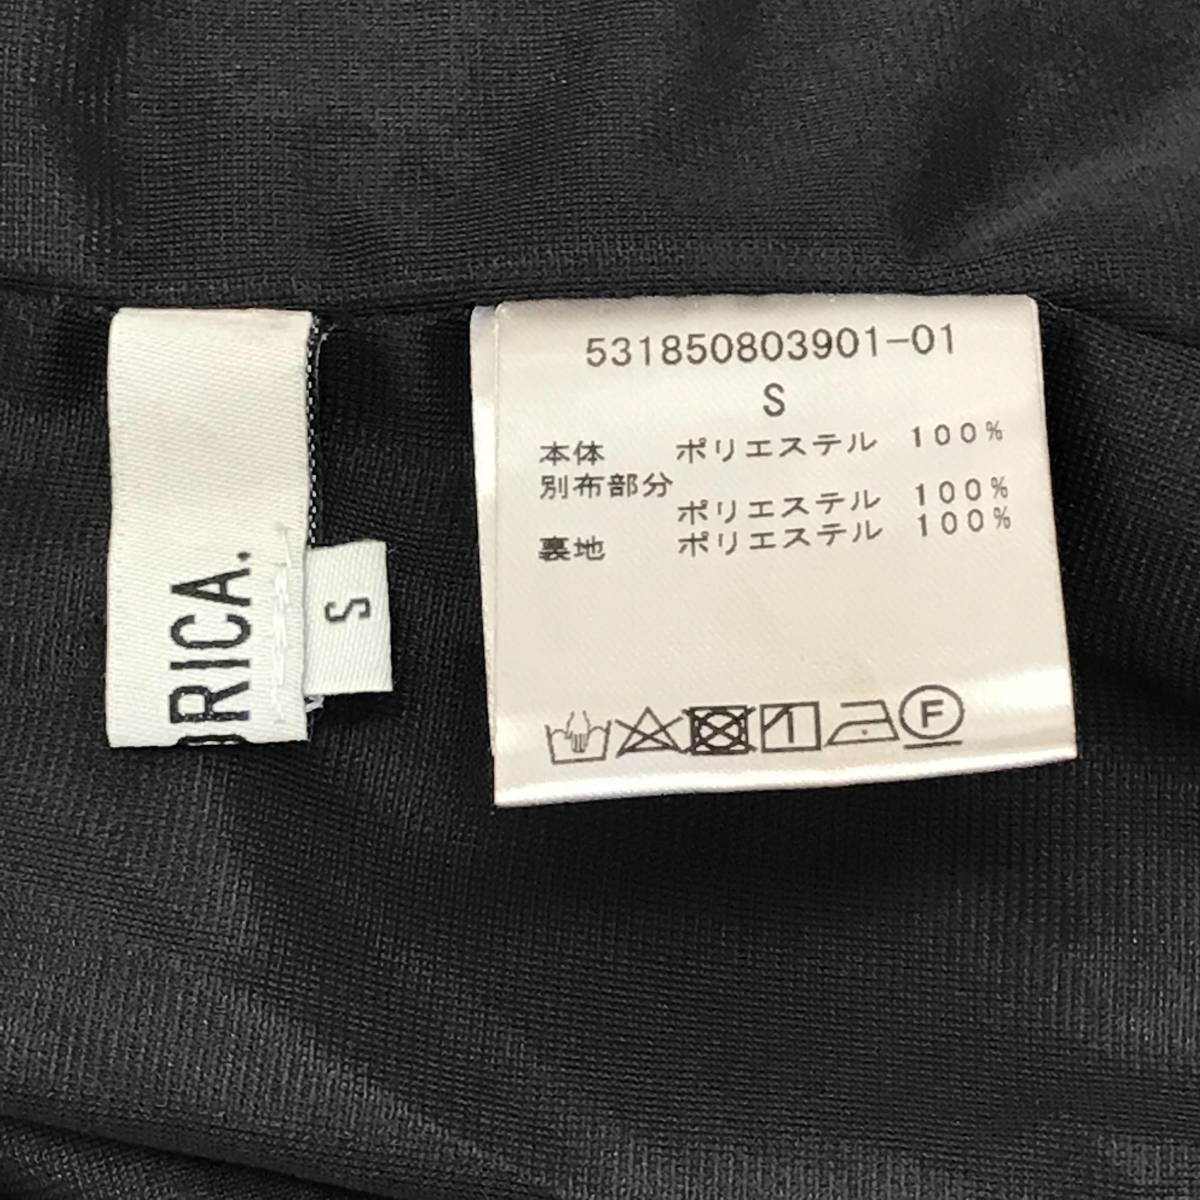 ORICA.
S
531850803901-01
S
本体 ポリエステル 100%
別布部分
ポリエステル 100%
裏地 ポリエステル 100%
F